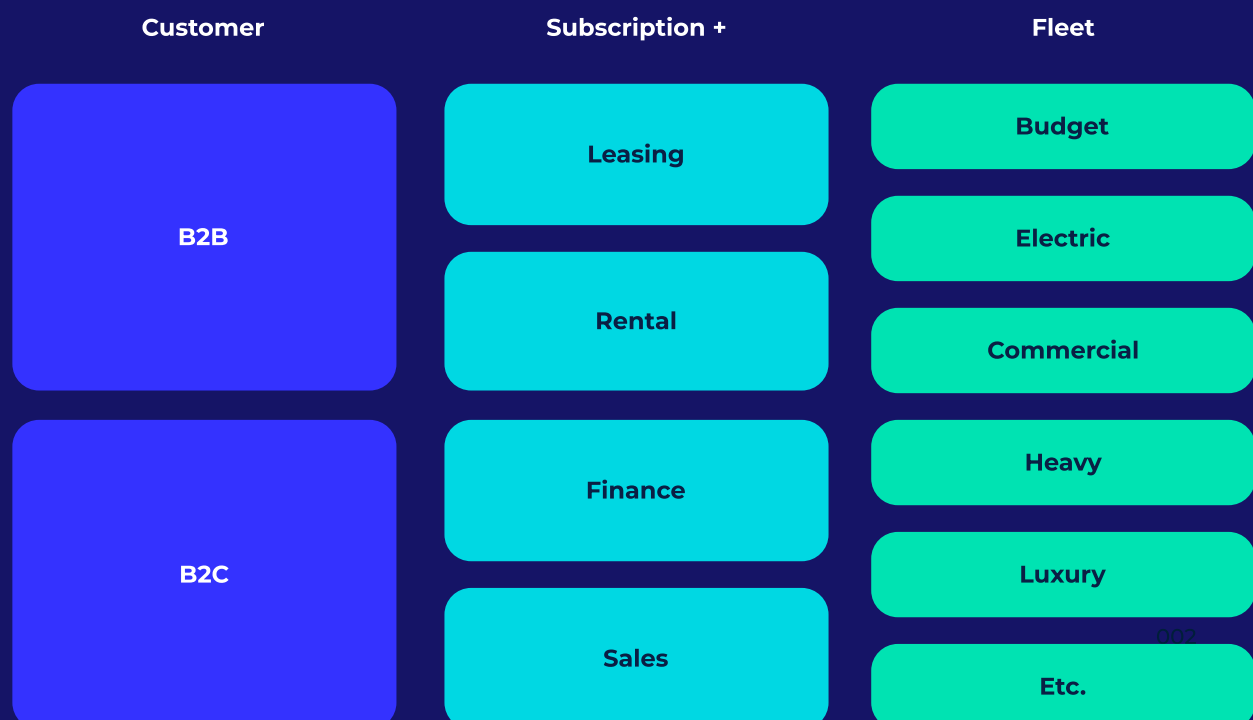 Customer
Subscription +
Fleet
B2B
B2C
Leasing
Rental
Finance
Sales
Budget
Electric
Commercial
Heavy
Luxury
002
Etc.